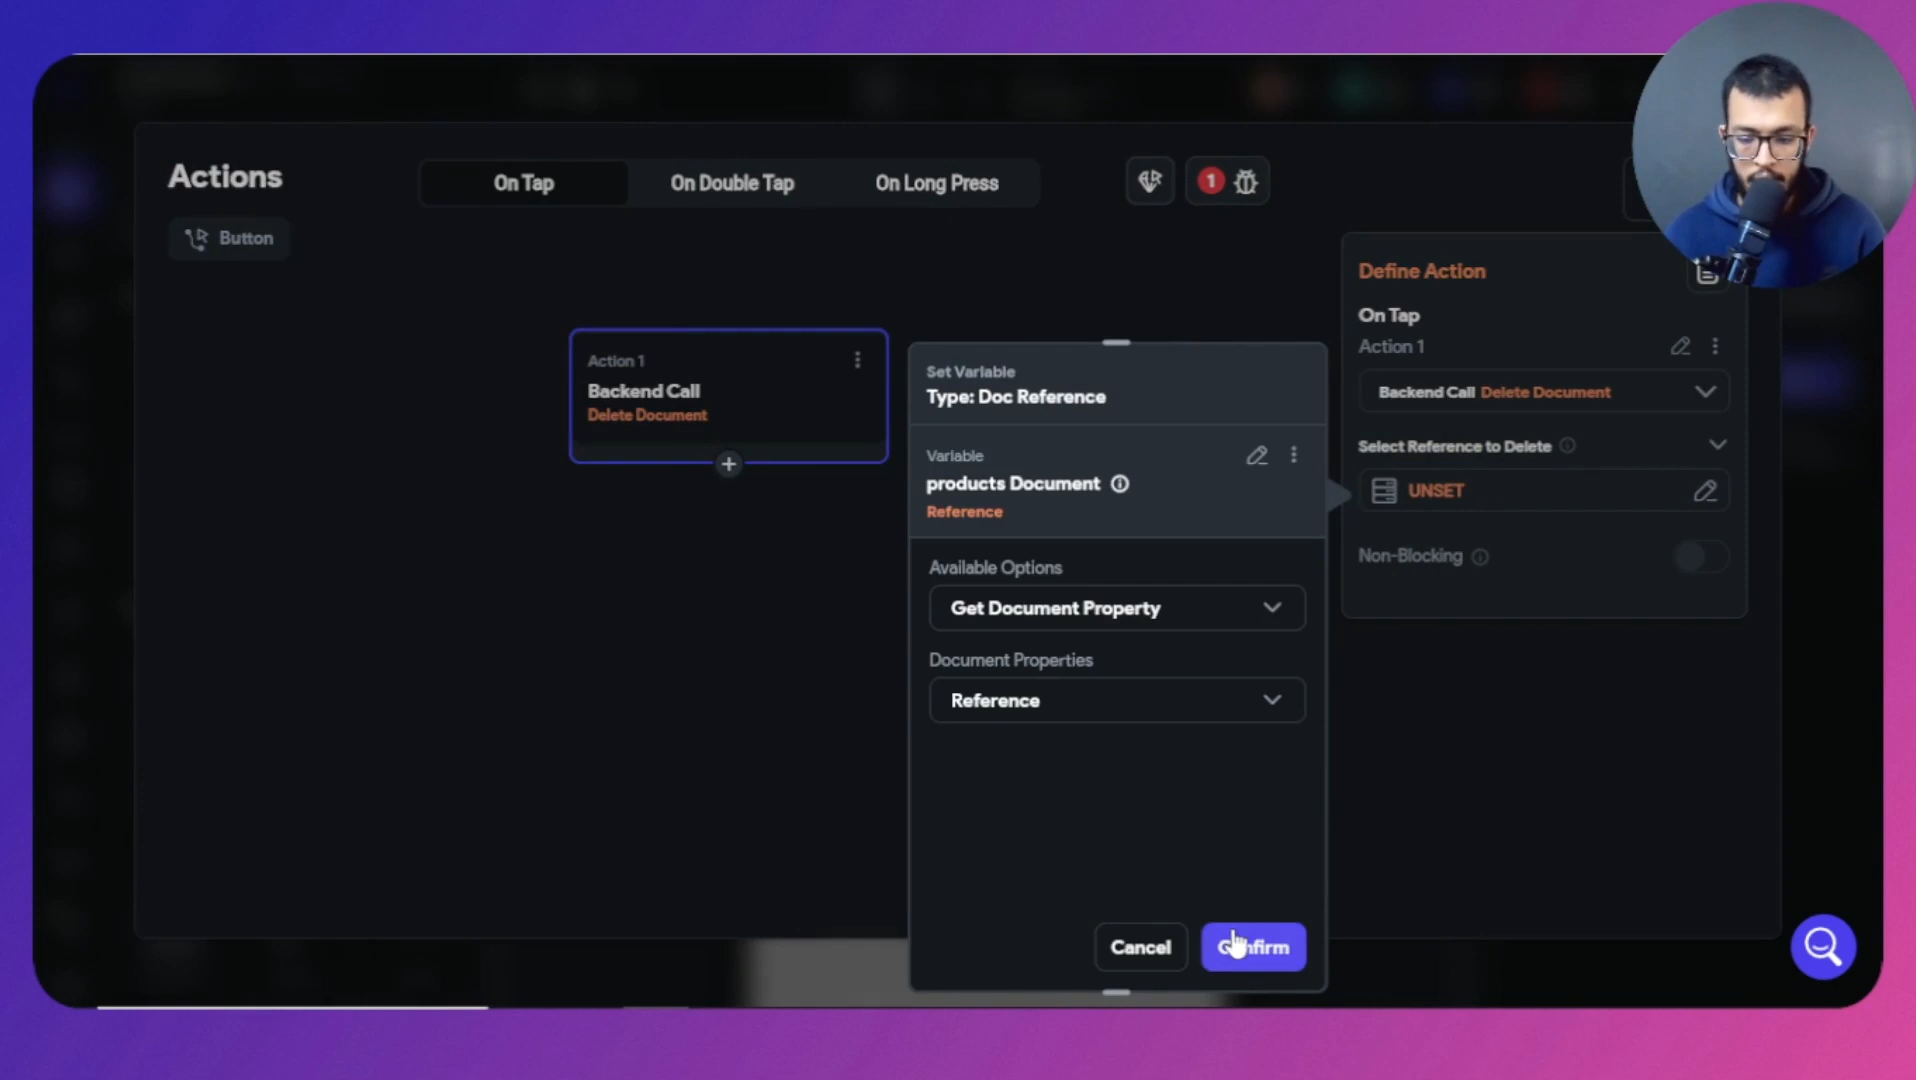 Actions
On Tap
On Double Tap
On Long Press
1
Button
Define Action
On Tap
Action 1
Backend Call Delete Document
Select Reference to Delete
UNSET
Non-Blocking
Action 1
Backend Call
Delete Document
Set Variable
Type: Doc Reference
Variable
products Document
Reference
Available Options
Get Document Property
Document Properties
Reference
Cancel
Confirm